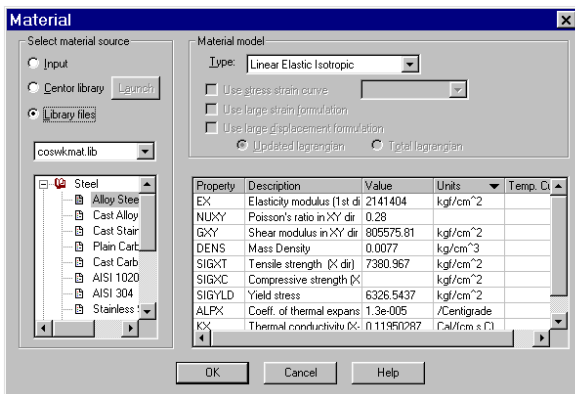 Material
Select material source
Input
Centor library
Launch
Library files
coswkmat.lib
Steel
Alloy Stee
Cast Alloy
Cast Stair
Plain Carb
Cast Carb
AISI 1020
AISI 304
Stainless S
Material model
Type:
Linear Elastic Isotropic
Use stress strain curve
Use large strain formulation
Use large displacement formulation
Updated lagrangian
Total lagrangian
Property Description Value Units Temp. Cu
EX Elasticity modulus (1st di 2141404 kgf/cm^2
NUXY Poisson's ratio in XY dir 0.28
GXY Shear modulus in XY dir 805575.81 kgf/cm^2
DENS Mass Density 0.0077 kg/cm^3
SIGXT Tensile strength (X dir) 7380.967 kgf/cm^2
SIGXC Compressive strength (X kgf/cm^2
SIGYLD Yield stress 6326.5437 kgf/cm^2
ALPX Coeff. of thermal expans 1.3e-005 /Centigrade
KX Thermal conductivity (X- 0.11950287 Cal/(cm s C)
OK
Cancel
Help